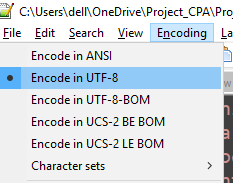 C:\Users\dell\OneDrive\Project_CPA\Proj
File Edit Search View Encoding
Encode in ANSI
Encode in UTF-8
Encode in UTF-8-BOM
Encode in UCS-2 BE BOM
Encode in UCS-2 LE BOM
Character sets